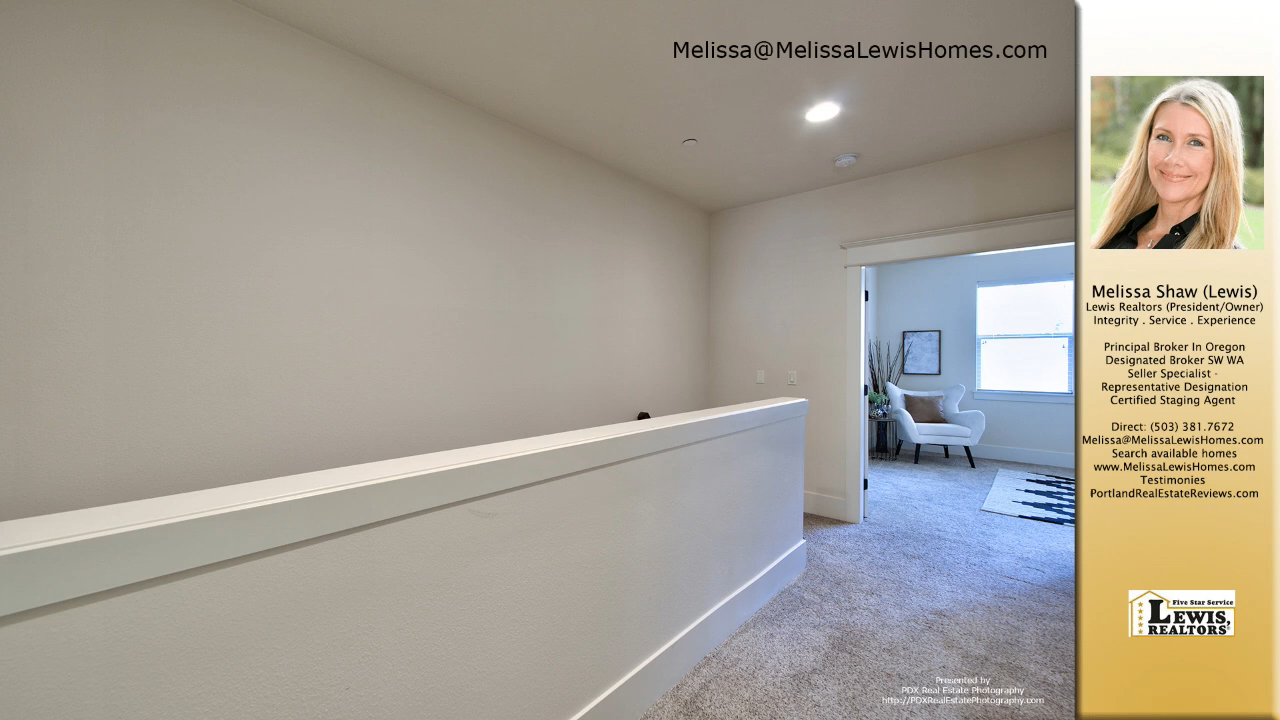 Melissa@MelissaLewisHomes.com
Melissa Shaw (Lewis)
Lewis Realtors (President/Owner)
Integrity . Service . Experience
Principal Broker In Oregon
Designated Broker SW WA
Seller Specialist -
Representative Designation
Certified Staging Agent
Direct: (503) 381.7672
Melissa@MelissaLewisHomes.com
Search available homes
www.MelissaLewisHomes.com
Testimonies
PortlandRealEstateReviews.com
Five Star Service
LEWIS,
REALTORS
Presented by
PDX Real Estate Photography
http://PDXRealEstatePhotography.com